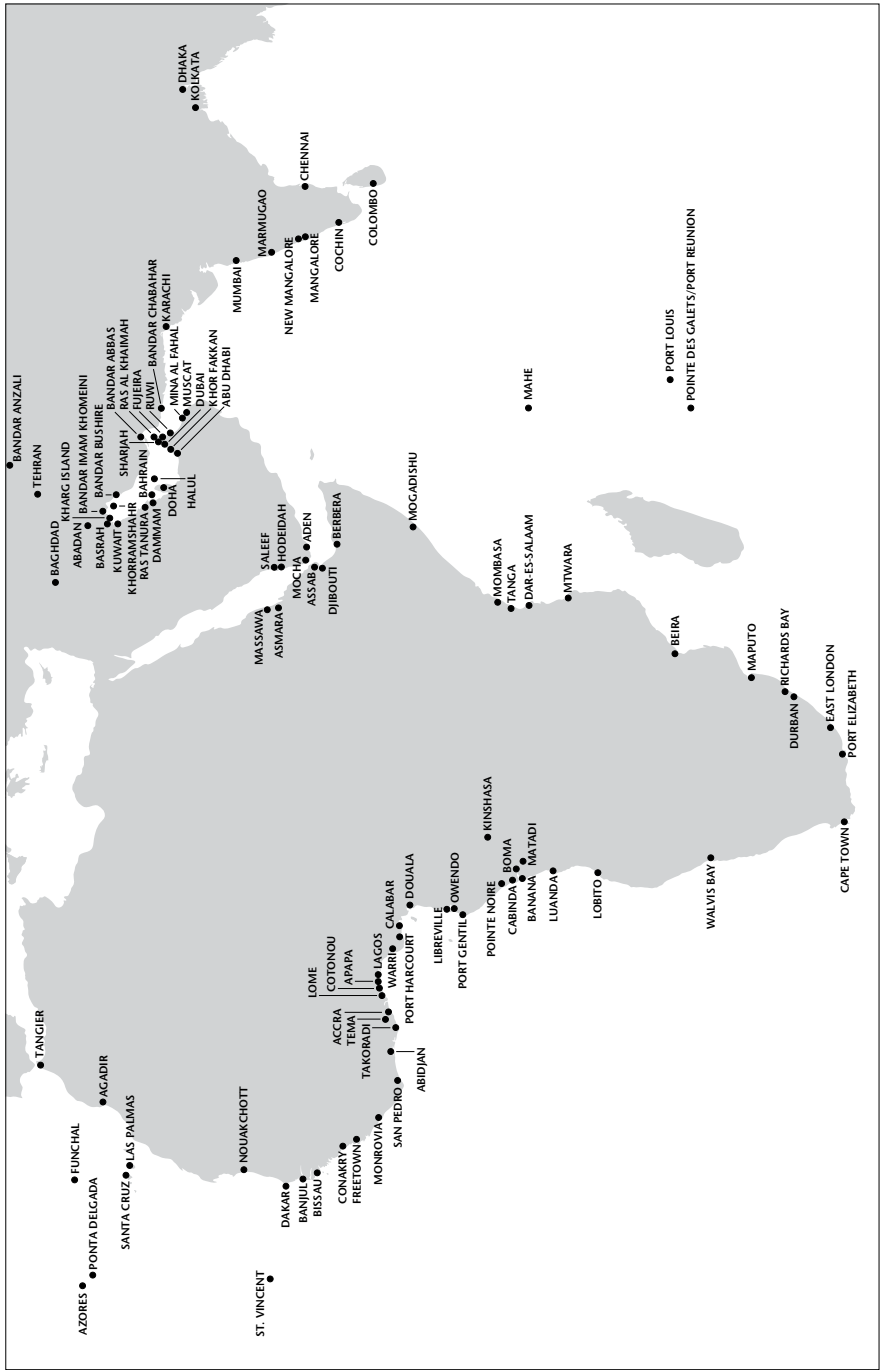 AZORES
PONTA DELGADA
FUNCHAL
SANTA CRUZ
LAS PALMAS
AGADIR
TANGIER
ST. VINCENT
NOUAKCHOTT
DAKAR
BANJUL
BISSAU
CONAKRY
FREETOWN
MONROVIA
SAN PEDRO
ABIDJAN
TAKORADI
TEMA
ACCRA
LOME
COTONOU
APAPA
LAGOS
WARRI
PORT HARCOURT
CALABAR
DOUALA
LIBREVILLE
OWENDO
PORT GENTIL
POINTE NOIRE
CABINDA
BOMA
BANANA
MATADI
KINSHASA
LUANDA
LOBITO
WALVIS BAY
CAPE TOWN
PORT ELIZABETH
EAST LONDON
DURBAN
RICHARDS BAY
MAPUTO
BEIRA
MTWARA
DAR-ES-SALAAM
TANGA
MOMBASA
MOGADISHU
MASSAWA
ASMARA
SALEEF
HODEIDAH
MOCHA
ADEN
ASSAB
DJIBOUTI
BERBERA
BAGHDAD
TEHRAN
BANDAR ANZALI
ABADAN
BASRAH
KUWAIT
KHORRAMSHAHR
RAS TANURA
DAMMAM
KHARG ISLAND
BANDAR IMAM KHOMEINI
BANDAR BUSHIRE
BAHRAIN
DOHA
HALUL
SHARJAH
BANDAR ABBAS
RAS AL KHAIMAH
FUJEIRA
RUWI
BANDAR CHABAHAR
KARACHI
MINA AL FAHAL
MUSCAT
DUBAI
KHOR FAKKAN
ABU DHABI
MUMBAI
MARMUGAO
NEW MANGALORE
MANGALORE
COCHIN
COLOMBO
CHENNAI
KOLKATA
DHAKA
MAHE
PORT LOUIS
POINTE DES GALETS/PORT REUNION